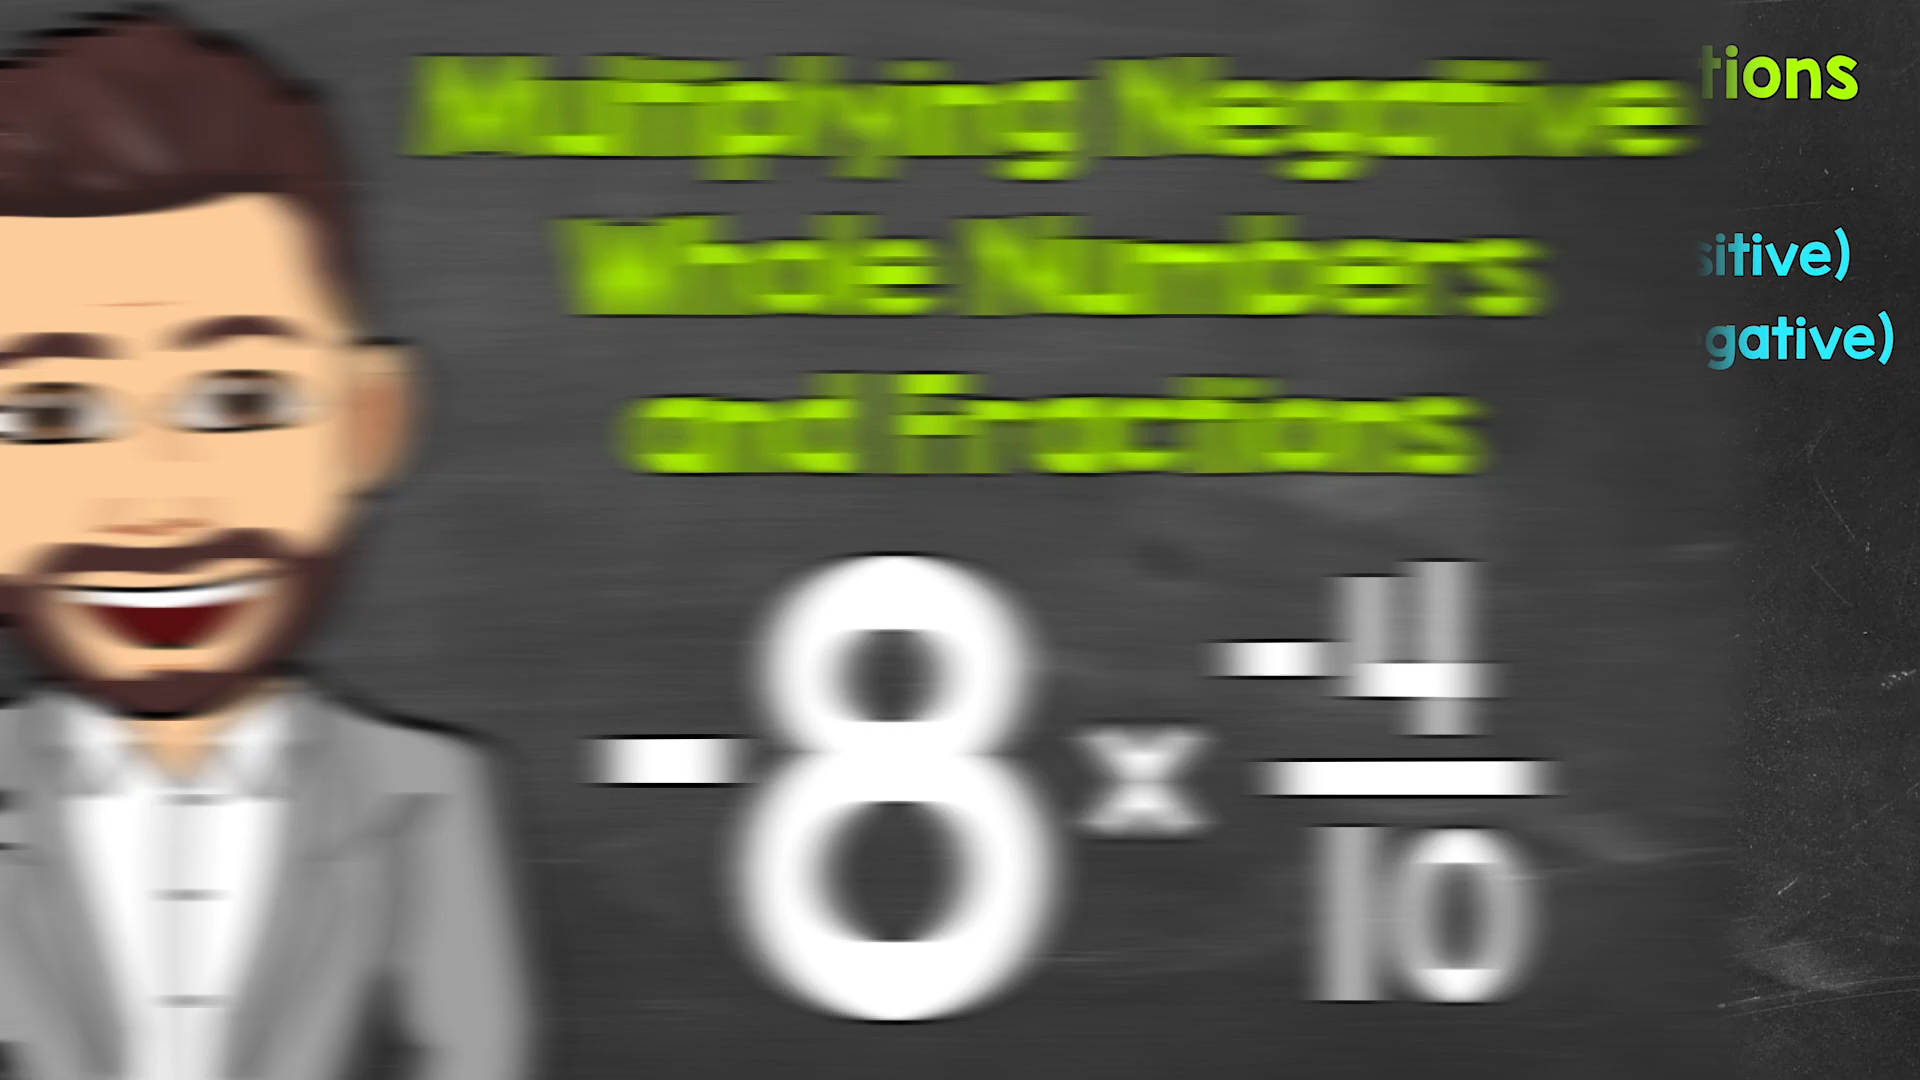 Multiplying Negative
Whole Numbers
and Fractions
-8 x -4/10
tions
sitive)
gative)